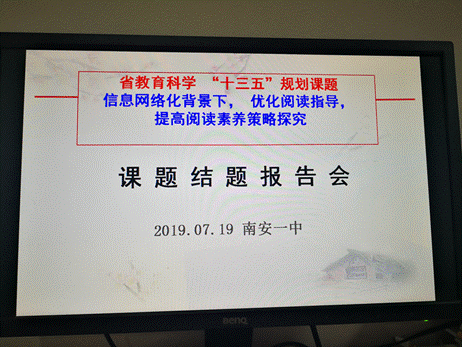 省教育科学 “十三五”规划课题
信息网络化背景下， 优化阅读指导，
提高阅读素养策略探究
课题结题报告会
2019.07.19 南安一中
BenQ